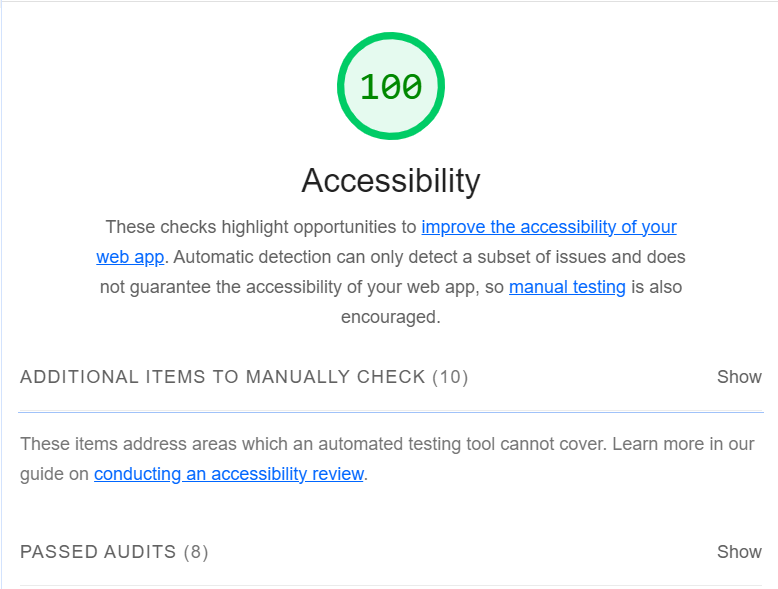 100
Accessibility
These checks highlight opportunities to improve the accessibility of your
web app. Automatic detection can only detect a subset of issues and does
not guarantee the accessibility of your web app, so manual testing is also
encouraged.
ADDITIONAL ITEMS TO MANUALLY CHECK (10) Show
These items address areas which an automated testing tool cannot cover. Learn more in our
guide on conducting an accessibility review.
PASSED AUDITS (8) Show